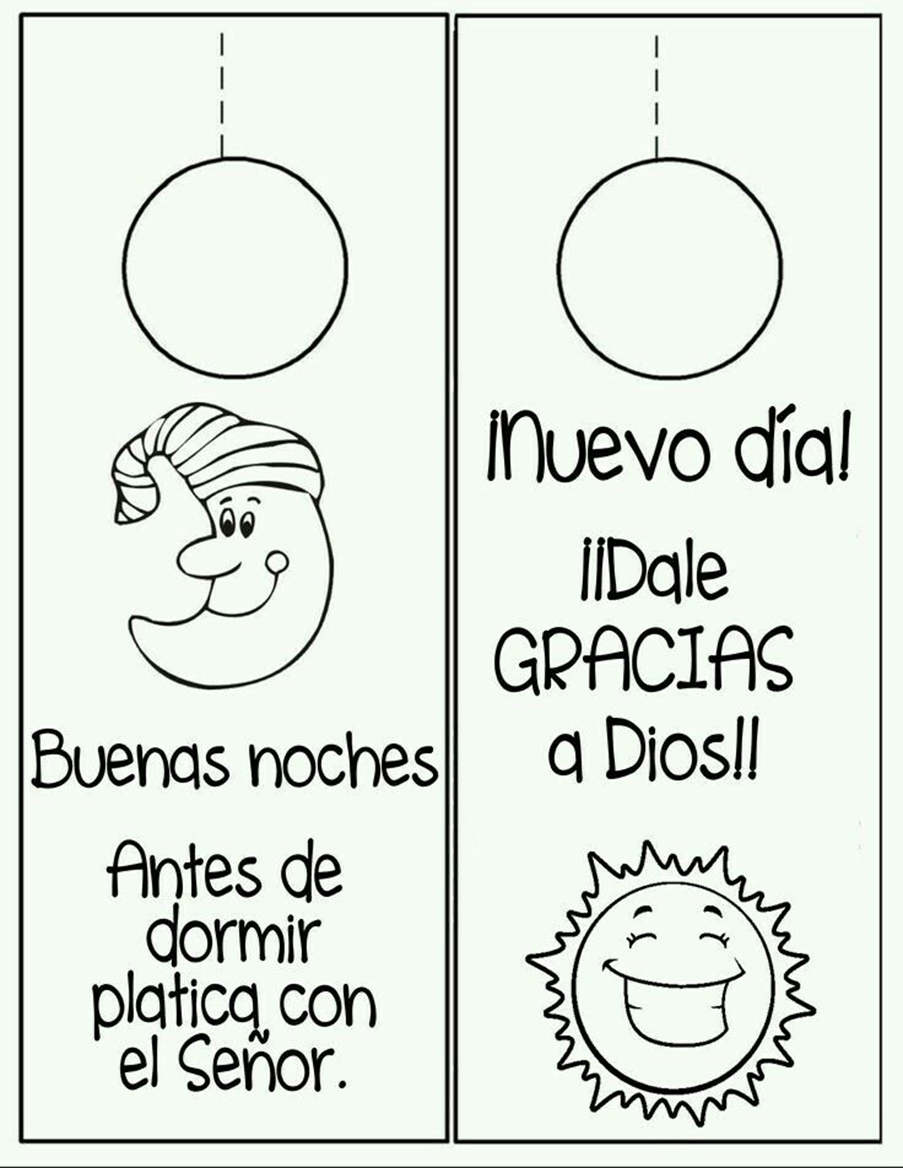 Buenas noches
Antes de
dormir
platica con
el Señor.
¡Nuevo día!
¡¡Dale
GRACIAS
a Dios!!